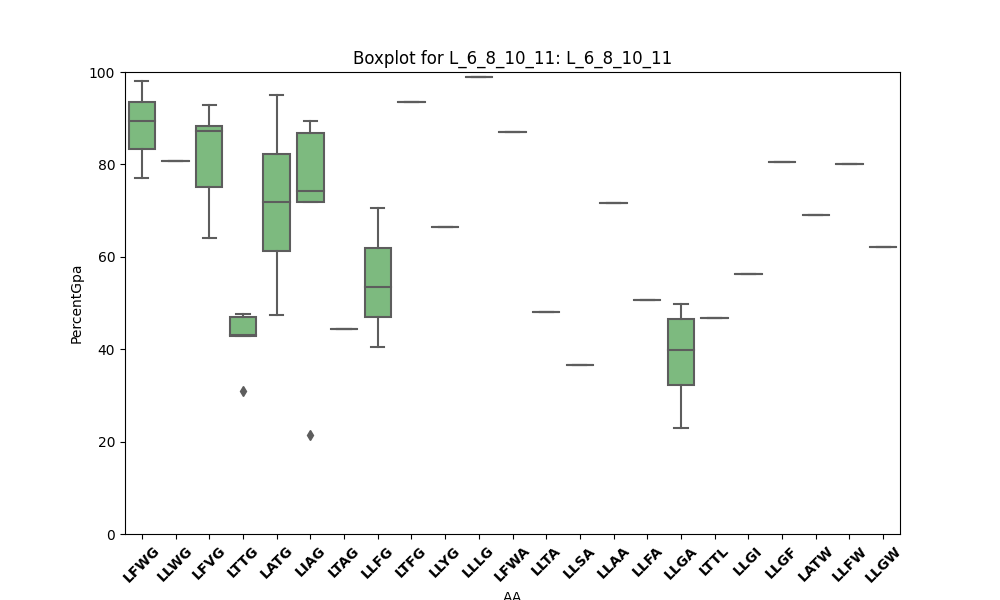 Boxplot for L_6_8_10_11: L_6_8_10_11
100
80
60
40
20
0
PercentGpa
LFWG LLWG LFVG LTTG LATG LIAG LTAG LLFG LTFG LLYG LLLG LFWA LLTA LLSA LLAA LLFA LLGA LTTL LLGI LLGF LATW LLFW LLGW
AA